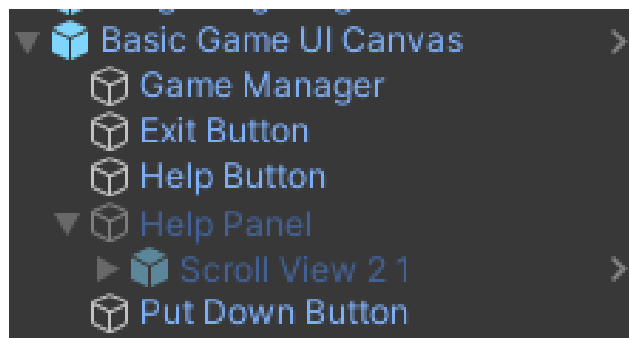 Basic Game UI Canvas
Game Manager
Exit Button
Help Button
Help Panel
Scroll View 2 1
Put Down Button